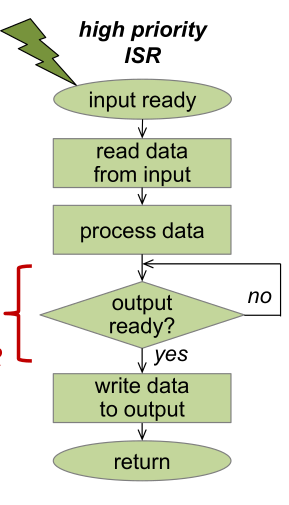 high priority
ISR
input ready
read data
from input
process data
output
ready?
no
yes
write data
to output
return